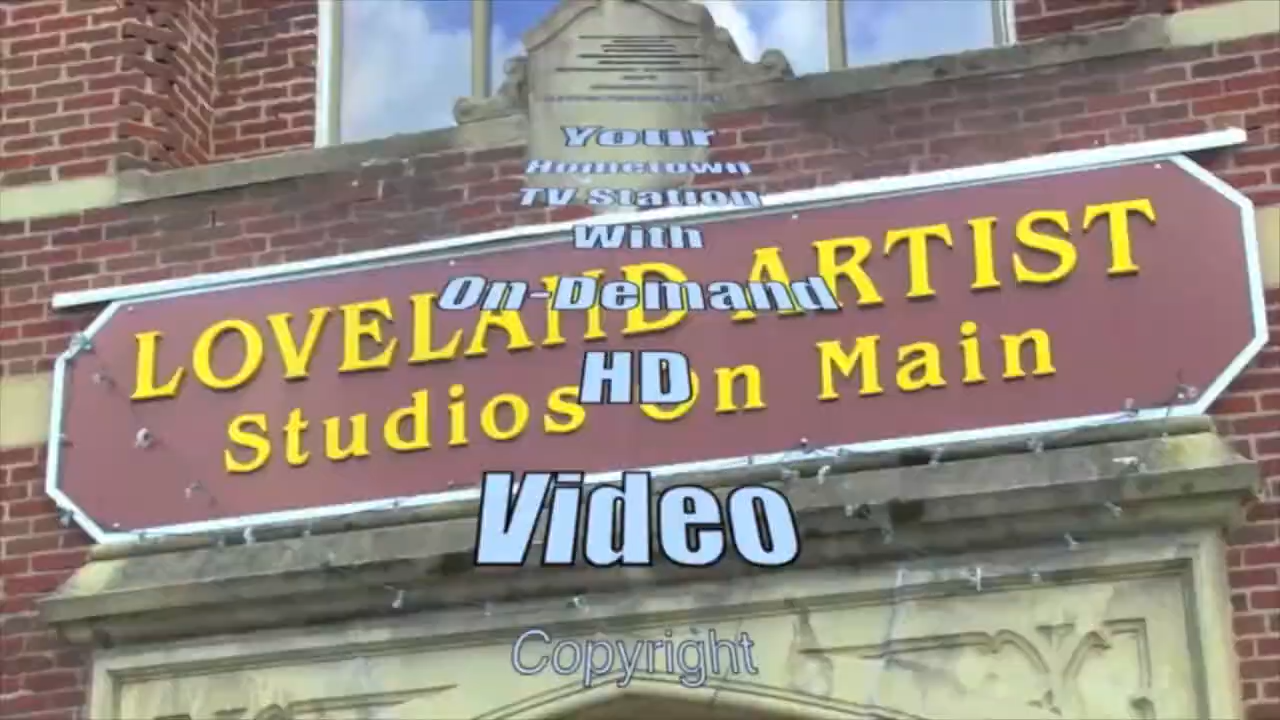 Your
Hometown
TV Station
With
On-Demand
HD
Video
LOVELAND ARTIST
Studios On Main
Copyright